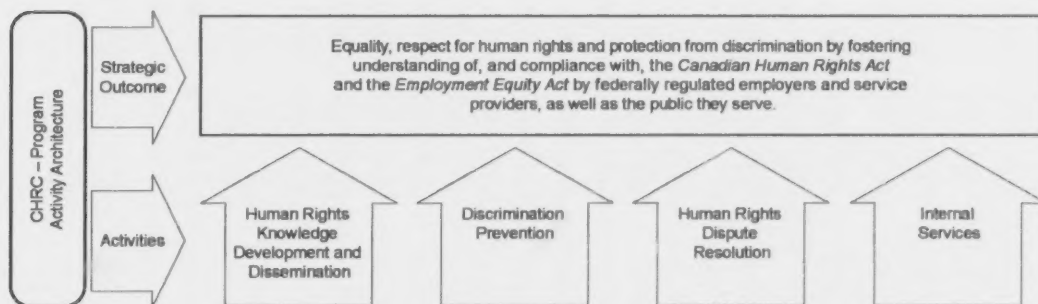 CHRC – Program
Activity Architecture
Strategic
Outcome
Equality, respect for human rights and protection from discrimination by fostering
understanding of, and compliance with, the Canadian Human Rights Act
and the Employment Equity Act by federally regulated employers and service
providers, as well as the public they serve.
Activities
Human Rights
Knowledge
Development and
Dissemination
Discrimination
Prevention
Human Rights
Dispute
Resolution
Internal
Services